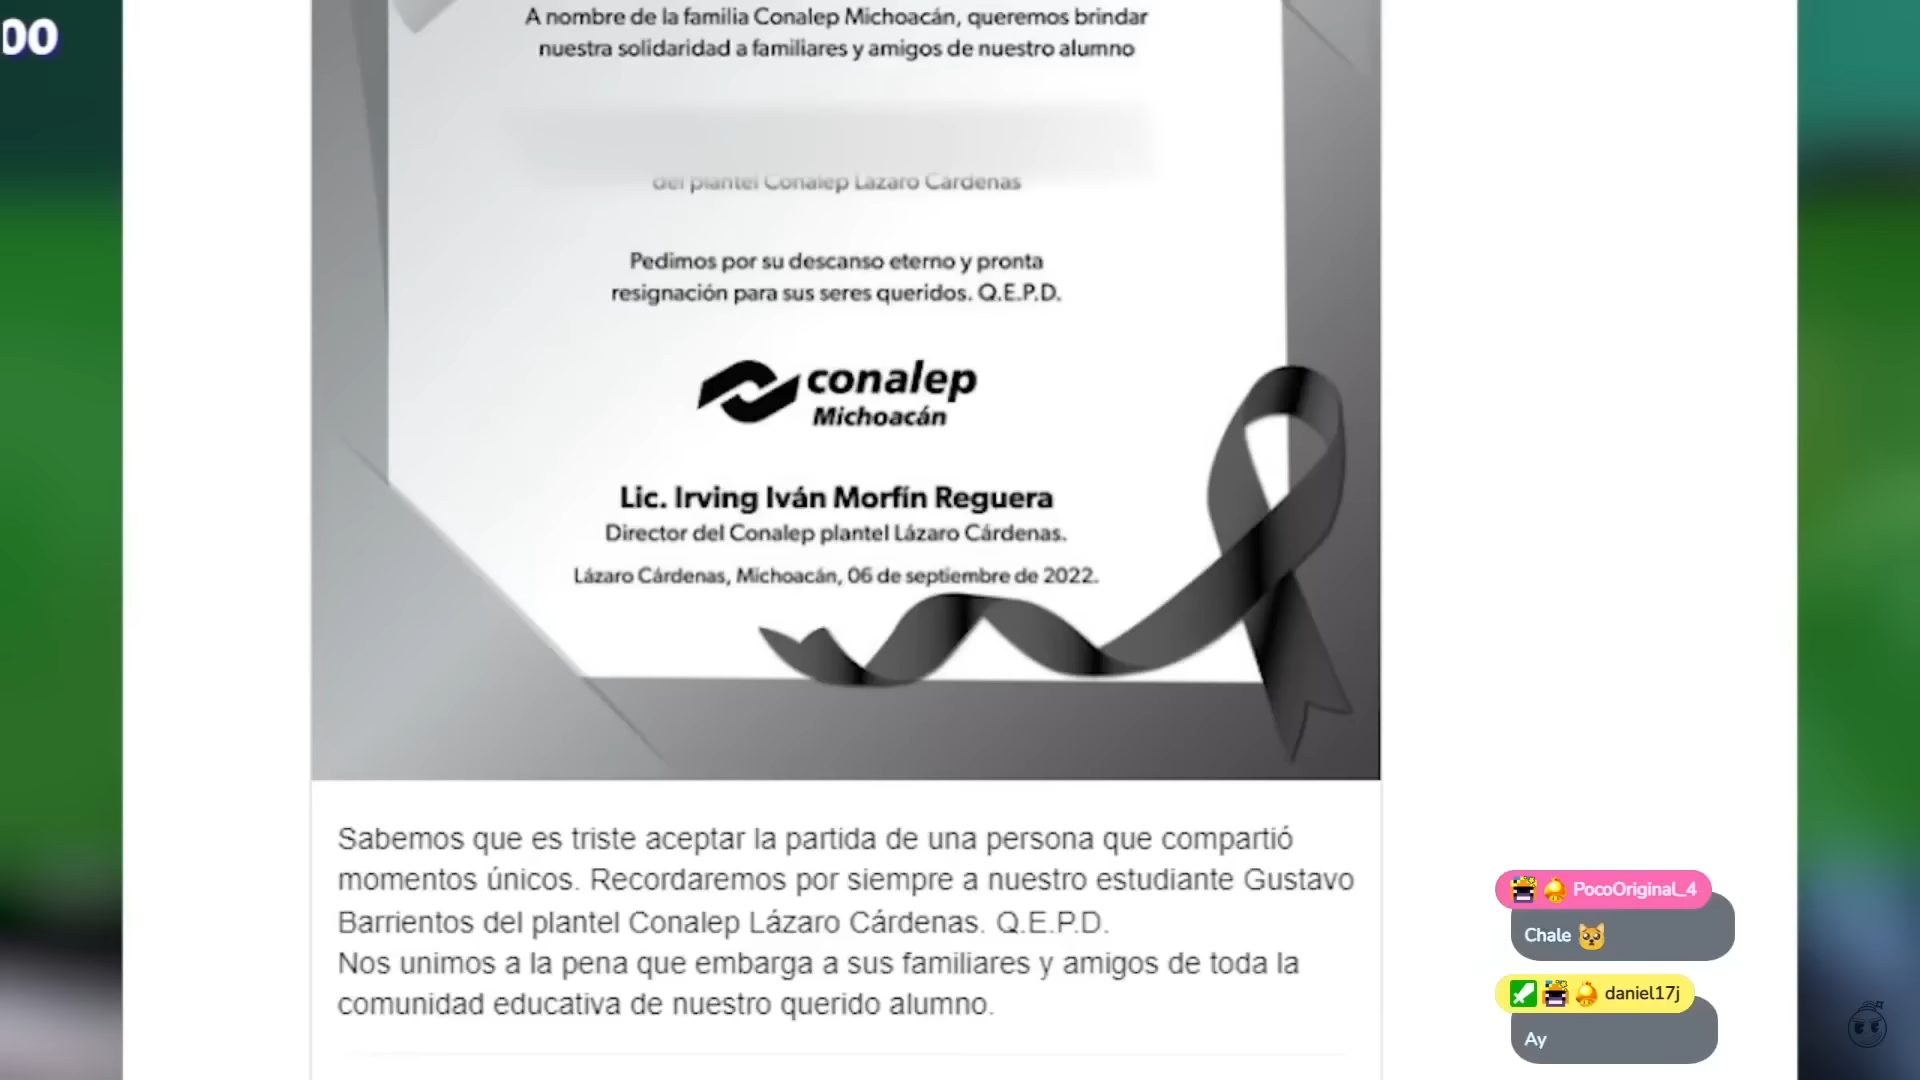 00
A nombre de la familia Conalep Michoacán, queremos brindar
nuestra solidaridad a familiares y amigos de nuestro alumno
del plantel Conalep Lázaro Cárdenas
Pedimos por su descanso eterno y pronta
resignación para sus seres queridos. Q.E.P.D.
conalep
Michoacán
Lic. Irving Iván Morfín Reguera
Director del Conalep plantel Lázaro Cárdenas.
Lázaro Cárdenas, Michoacán, 06 de septiembre de 2022.
Sabemos que es triste aceptar la partida de una persona que compartió
momentos únicos. Recordaremos por siempre a nuestro estudiante Gustavo
Barrientos del plantel Conalep Lázaro Cárdenas. Q.E.P.D.
Nos unimos a la pena que embarga a sus familiares y amigos de toda la
comunidad educativa de nuestro querido alumno.
PocoOriginal_4
Chale
daniel17j
Ay